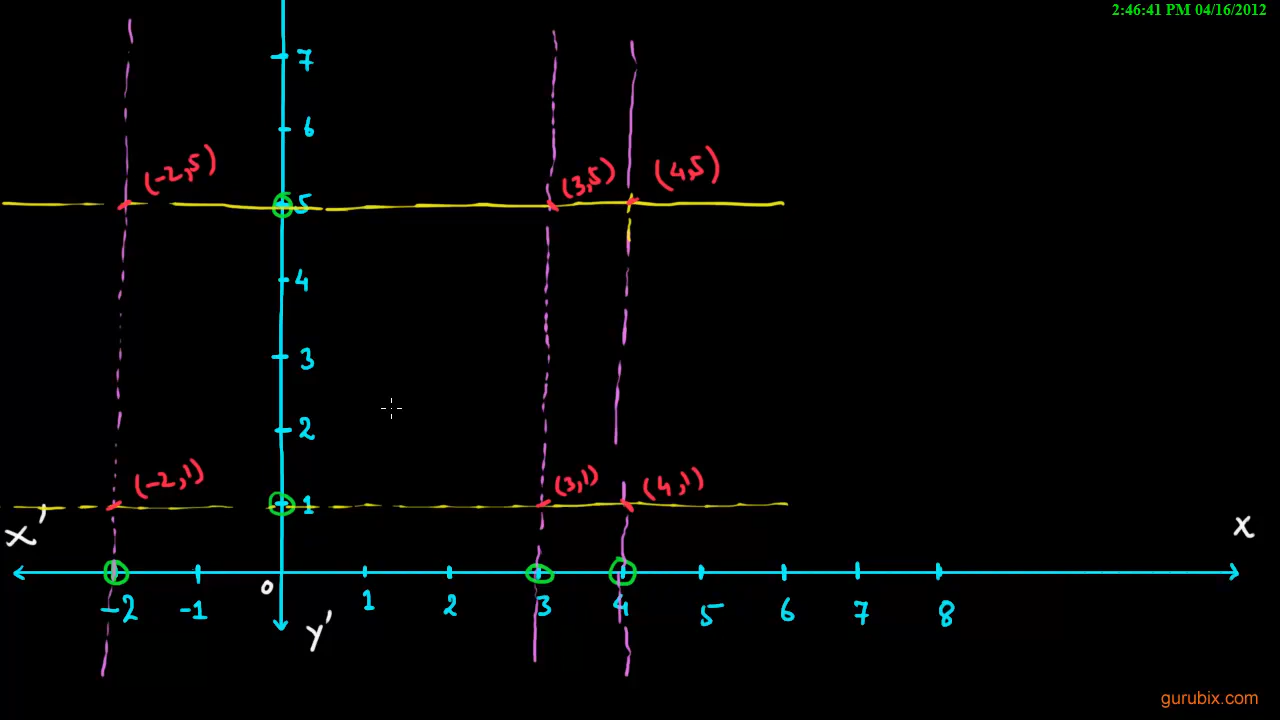 2:46:41 PM 04/16/2012
7
6
(-2,5)
(3,5)
(4,5)
5
4
3
2
(-2,1)
(3,1)
(4,1)
1
X'
X
0
-2 -1 1 2 3 4 5 6 7 8
Y'
gurubix.com